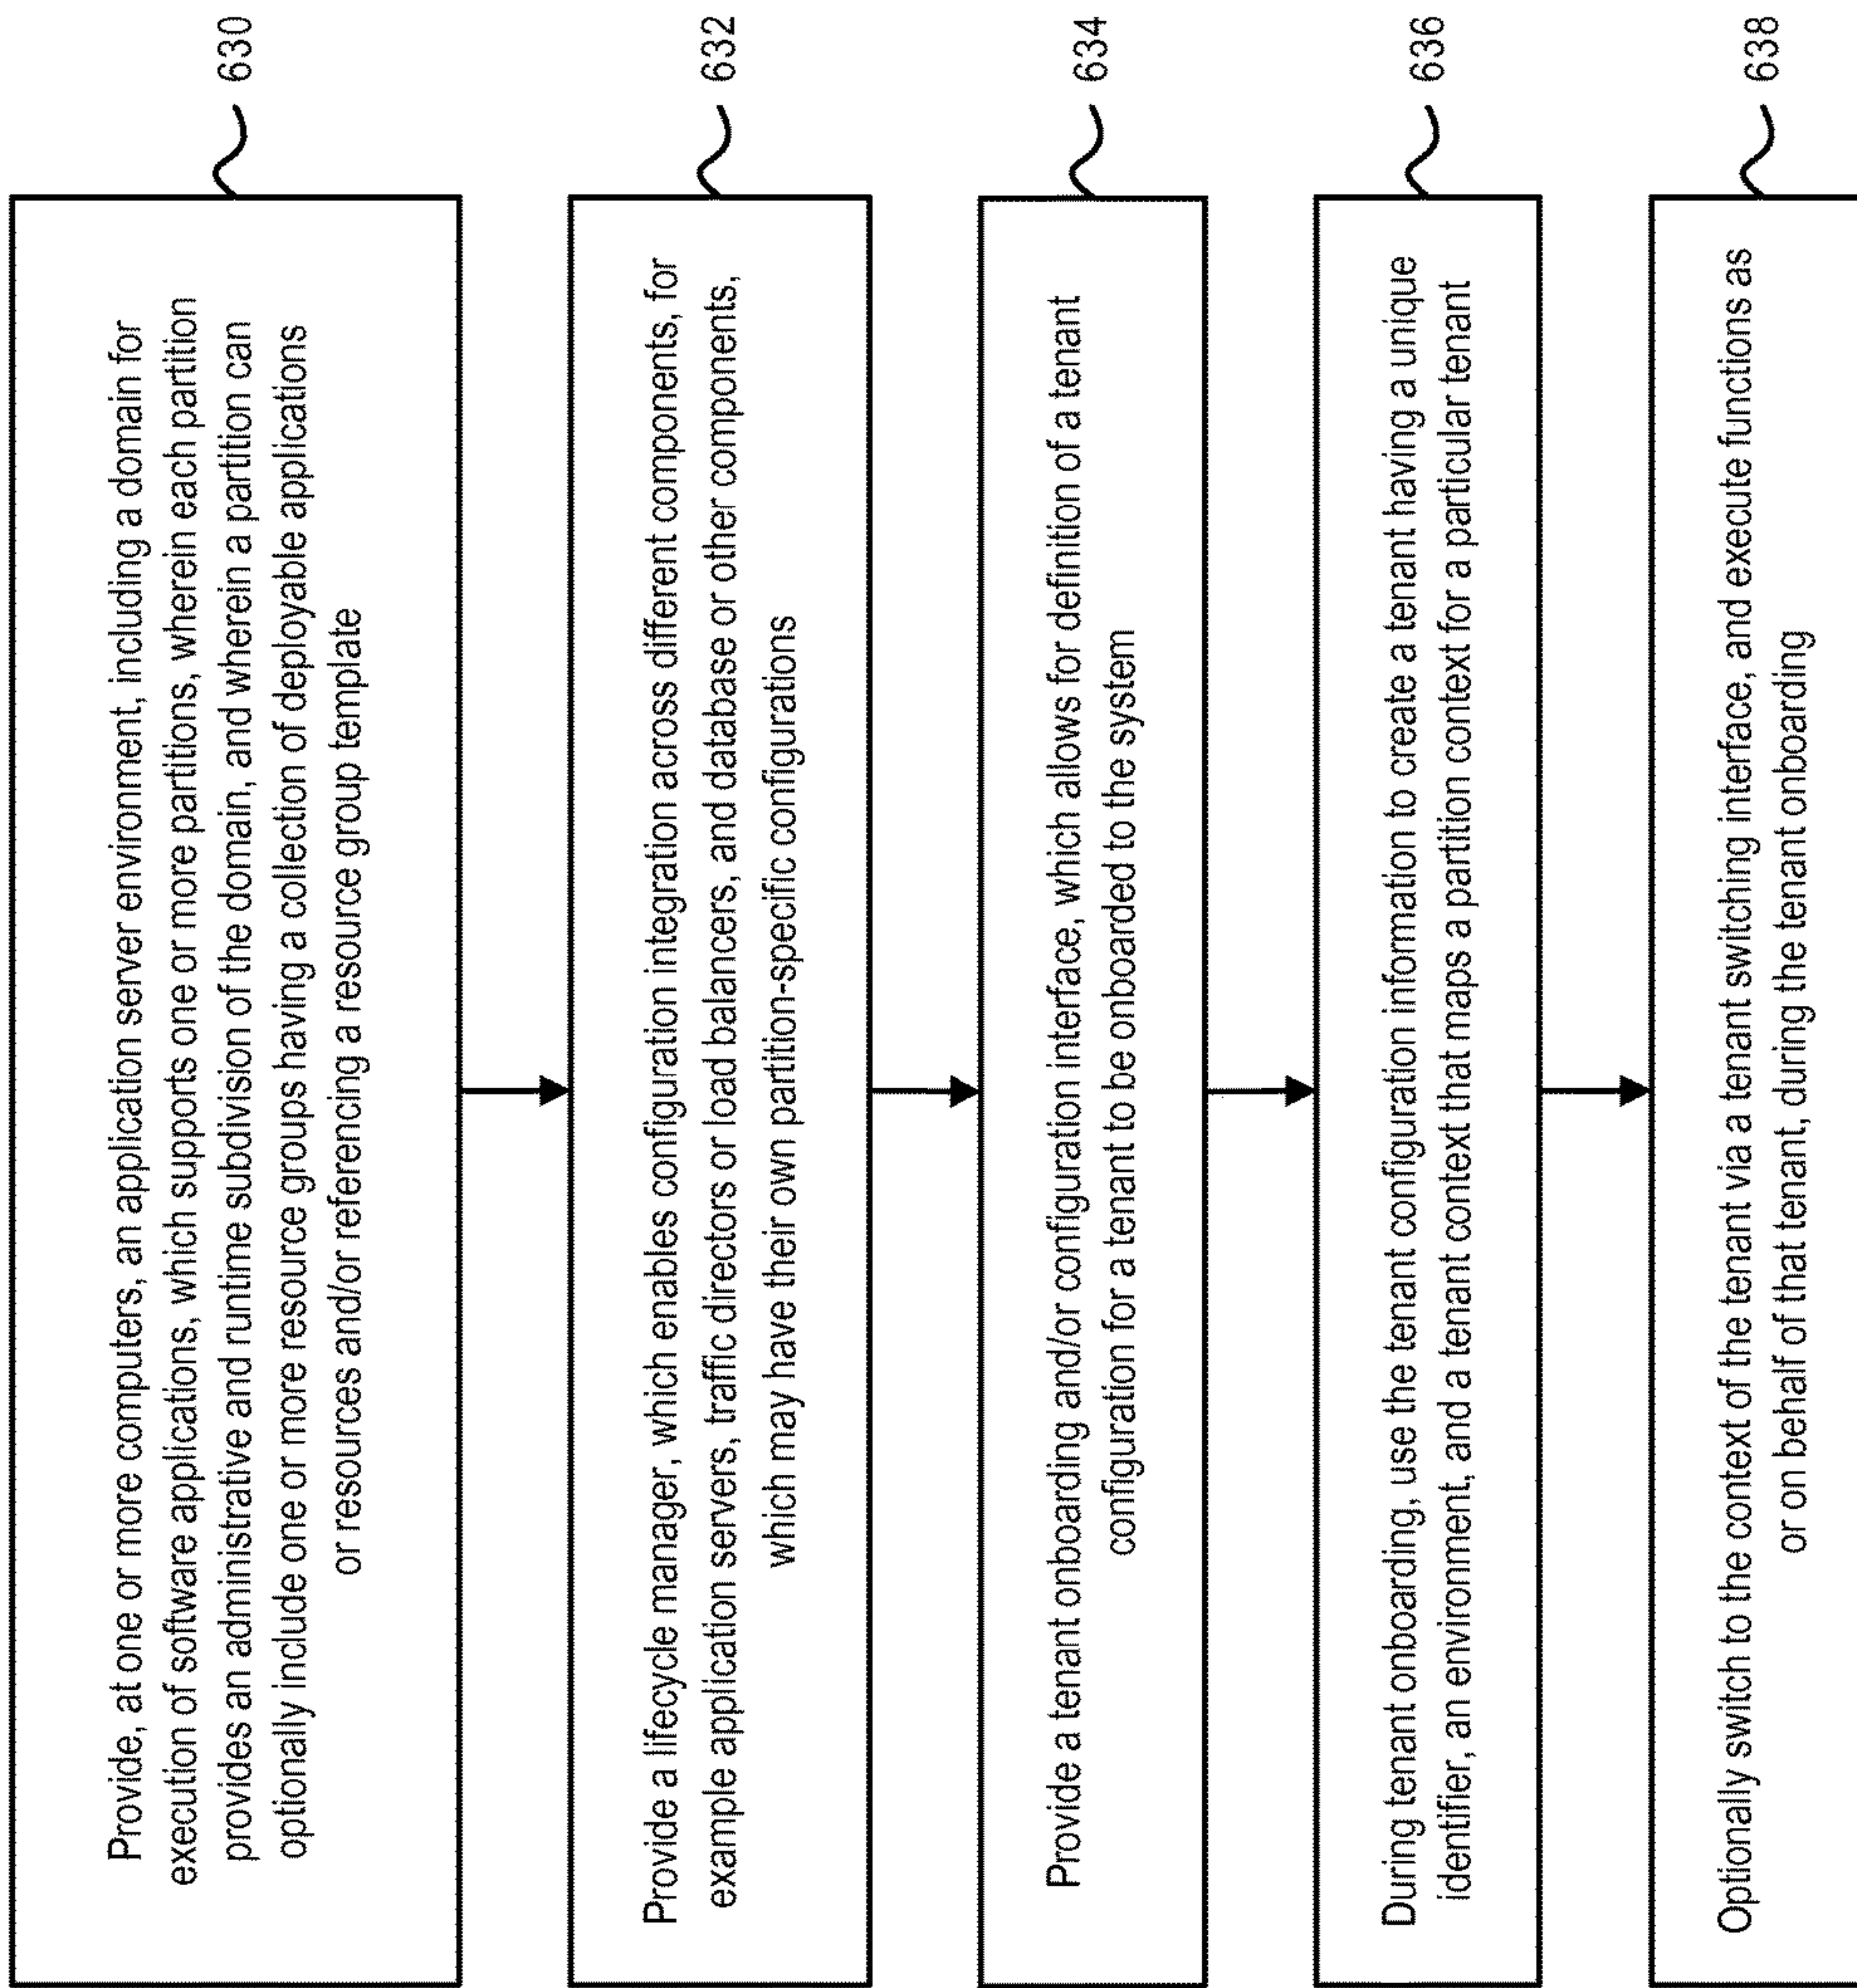 Provide, at one or more computers, an application server environment, including a domain for
execution of software applications, which supports one or more partitions, wherein each partition
provides an administrative and runtime subdivision of the domain, and wherein a partition can
optionally include one or more resource groups having a collection of deployable applications
or resources and/or referencing a resource group template
630
Provide a lifecycle manager, which enables configuration integration across different components, for
example application servers, traffic directors or load balancers, and database or other components,
which may have their own partition-specific configurations
632
Provide a tenant onboarding and/or configuration interface, which allows for definition of a tenant
configuration for a tenant to be onboarded to the system
634
During tenant onboarding, use the tenant configuration information to create a tenant having a unique
identifier, an environment, and a tenant context that maps a partition context for a particular tenant
636
Optionally switch to the context of the tenant via a tenant switching interface, and execute functions as
or on behalf of that tenant, during the tenant onboarding
638